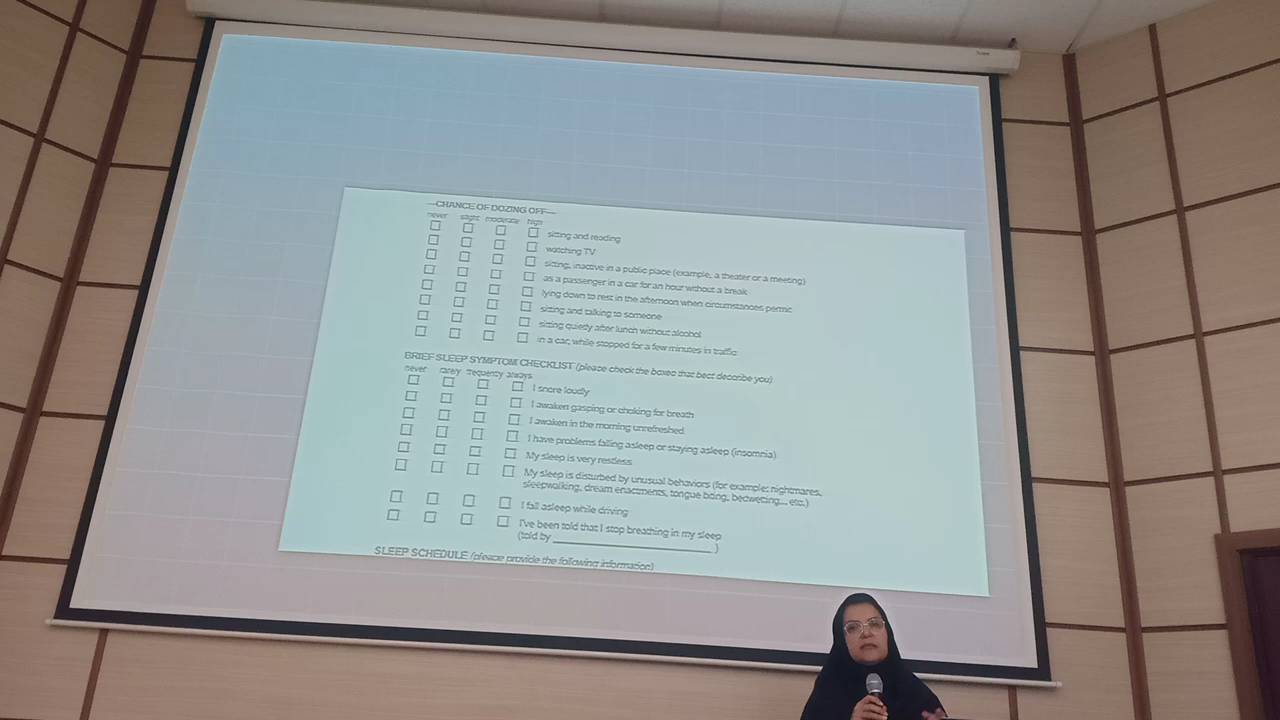 —CHANCE OF DOZING OFF—
never slight moderate high
sitting and reading
watching TV
sitting, inactive in a public place (example, a theater or a meeting)
as a passenger in a car for an hour without a break
lying down to rest in the afternoon when circumstances permit
sitting and talking to someone
sitting quietly after lunch without alcohol
in a car, while stopped for a few minutes in traffic
BRIEF SLEEP SYMPTOM CHECKLIST (please check the boxes that best describe you)
never rarely frequently always
I snore loudly
I awaken gasping or choking for breath
I awaken in the morning unrefreshed
I have problems falling asleep or staying asleep (insomnia)
My sleep is very restless
My sleep is disturbed by unusual behaviors (for example: nightmares,
sleepwalking, dream enactments, tongue biting, bedwetting... etc.)
I fall asleep while driving
I've been told that I stop breathing in my sleep
(told by ______________________________ )
SLEEP SCHEDULE (please provide the following information)